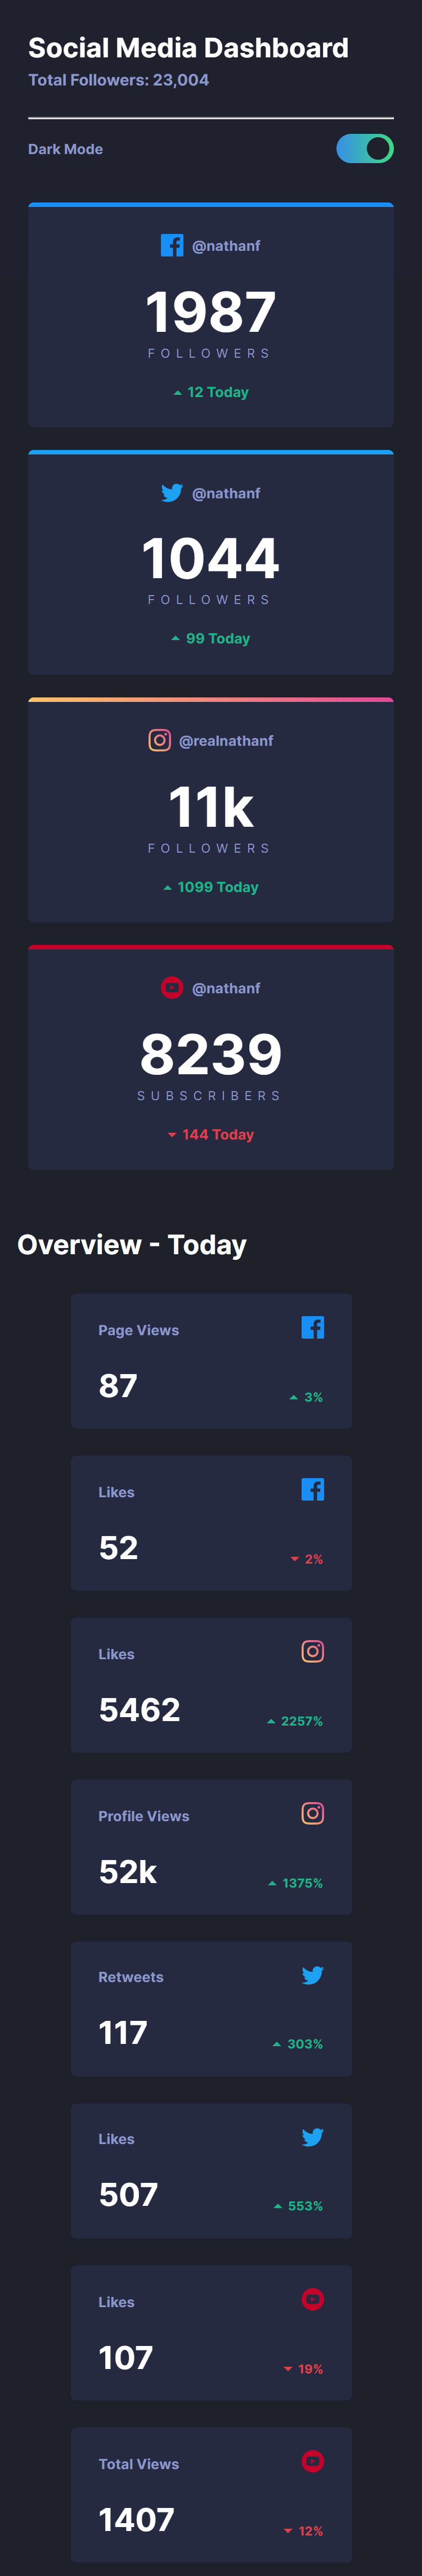 Social Media Dashboard
Total Followers: 23,004
Dark Mode
@nathanf
1987
FOLLOWERS
12 Today
@nathanf
1044
FOLLOWERS
99 Today
@realnathanf
11k
FOLLOWERS
1099 Today
@nathanf
8239
SUBSCRIBERS
144 Today
Overview - Today
Page Views
87
3%
Likes
52
2%
Likes
5462
2257%
Profile Views
52k
1375%
Retweets
117
303%
Likes
507
553%
Likes
107
19%
Total Views
1407
12%